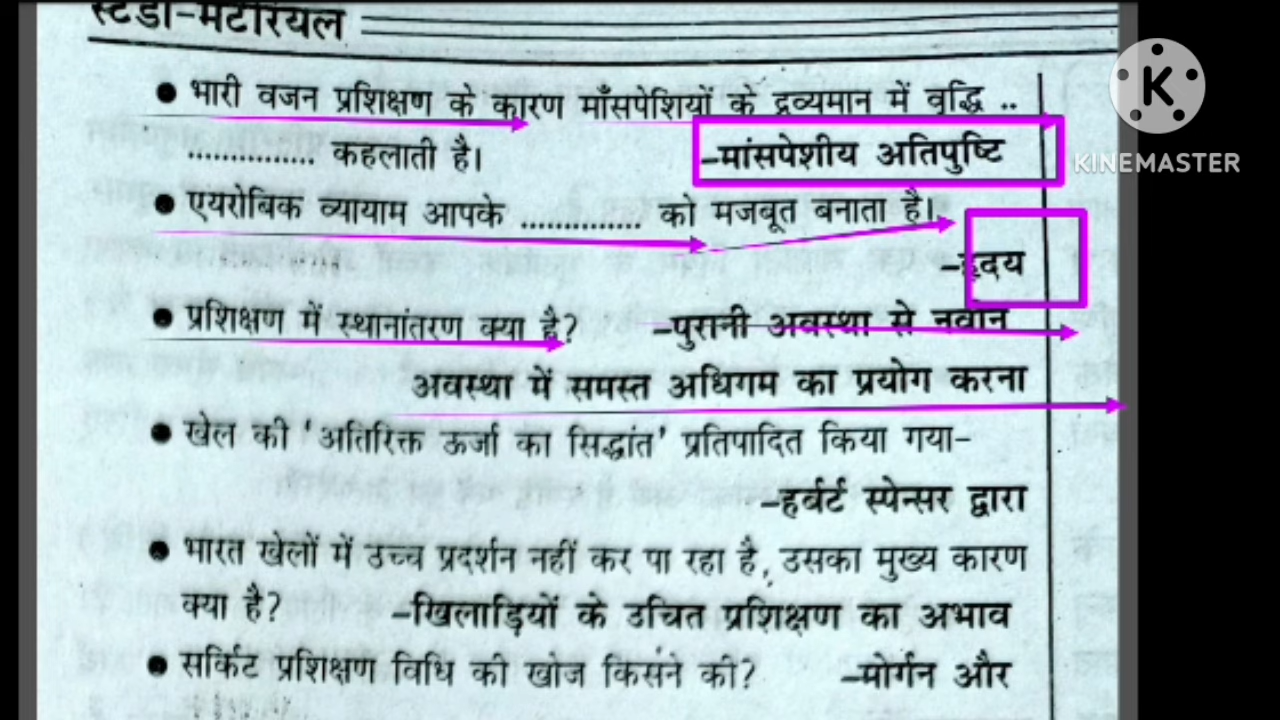 स्टडी-मटेरियल
● भारी वजन प्रशिक्षण के कारण माँसपेशियों के द्रव्यमान में वृद्धि ..
............... कहलाती है। –मांसपेशीय अतिपुष्टि
● एयरोबिक व्यायाम आपके .............. को मजबूत बनाता है।
–हृदय
● प्रशिक्षण में स्थानांतरण क्या है? –पुरानी अवस्था से नवीन
अवस्था में समस्त अधिगम का प्रयोग करना
● खेल की 'अतिरिक्त ऊर्जा का सिद्धांत' प्रतिपादित किया गया–
–हर्बर्ट स्पेन्सर द्वारा
● भारत खेलों में उच्च प्रदर्शन नहीं कर पा रहा है, उसका मुख्य कारण
क्या है? –खिलाड़ियों के उचित प्रशिक्षण का अभाव
● सर्किट प्रशिक्षण विधि की खोज किसने की? –मोर्गन और
K
KINEMASTER